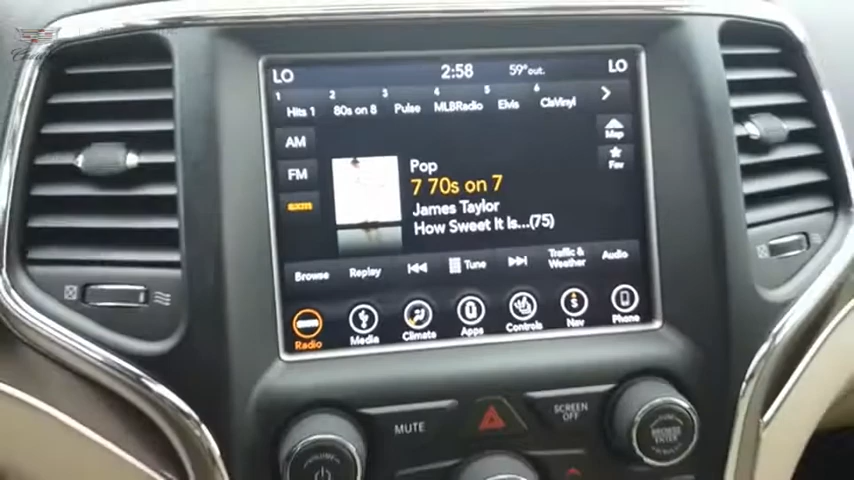 LO 2:58 59°out. LO
1 2 3 4 5 6
Hits 1 80s on 8 Pulse MLBRadio Elvis ClsVinyl
AM
FM
Map
Fav
Pop
7 70s on 7
James Taylor
How Sweet It Is...(75)
Browse Replay Tune Traffic & Weather Audio
Radio Media Climate Apps Controls Nav Phone
MUTE
SCREEN OFF
VOLUME
BROWSE